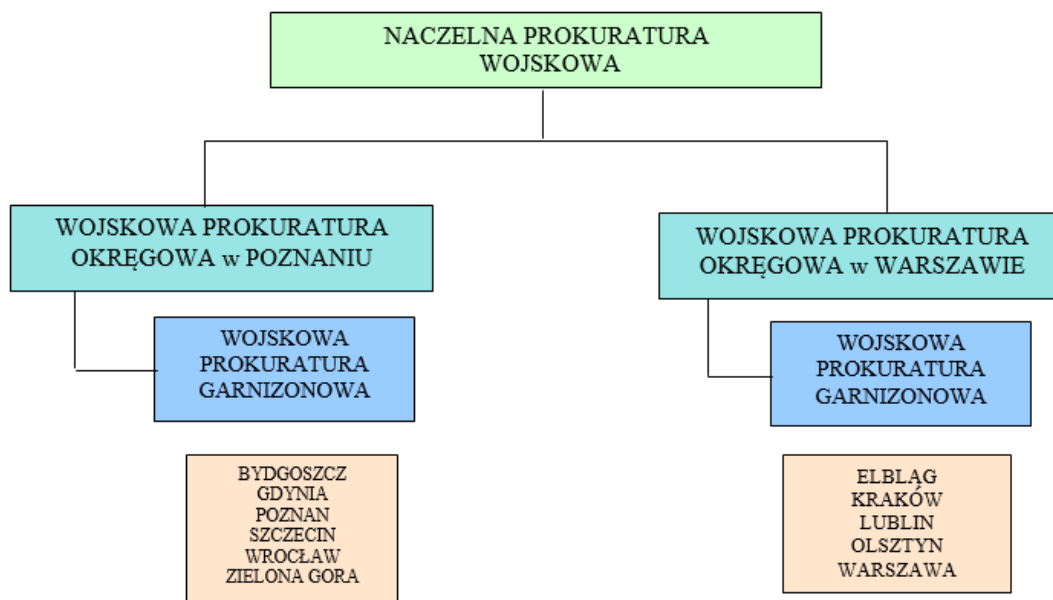 NACZELNA PROKURATURA
WOJSKOWA
WOJSKOWA PROKURATURA
OKRĘGOWA w POZNANIU
WOJSKOWA PROKURATURA
OKRĘGOWA w WARSZAWIE
WOJSKOWA
PROKURATURA
GARNIZONOWA
WOJSKOWA
PROKURATURA
GARNIZONOWA
BYDGOSZCZ
GDYNIA
POZNAN
SZCZECIN
WROCŁAW
ZIELONA GORA
ELBLĄG
KRAKÓW
LUBLIN
OLSZTYN
WARSZAWA